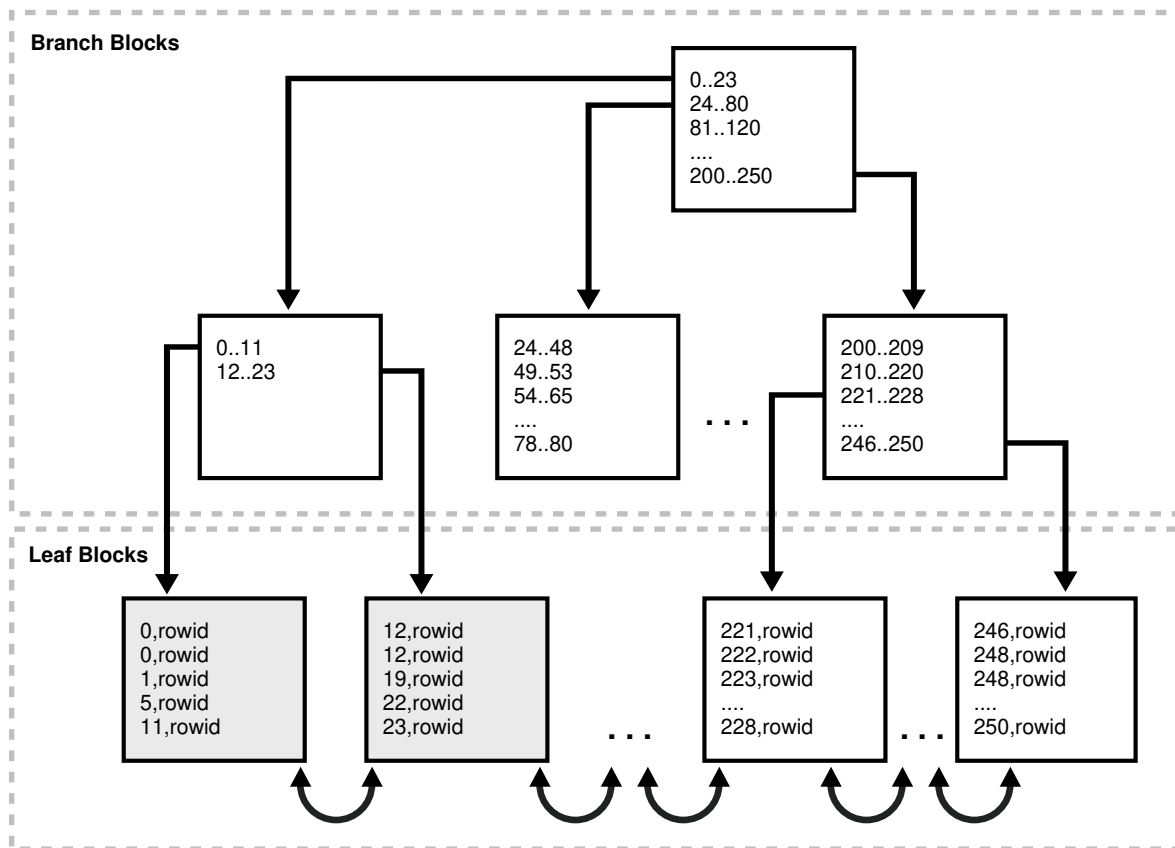 Branch Blocks
0..23
24..80
81..120
....
200..250
0..11
12..23
24..48
49..53
54..65
....
78..80
...
200..209
210..220
221..228
....
246..250
Leaf Blocks
0,rowid
0,rowid
1,rowid
5,rowid
11,rowid
12,rowid
12,rowid
19,rowid
22,rowid
23,rowid
...
221,rowid
222,rowid
223,rowid
....
228,rowid
...
246,rowid
248,rowid
248,rowid
....
250,rowid